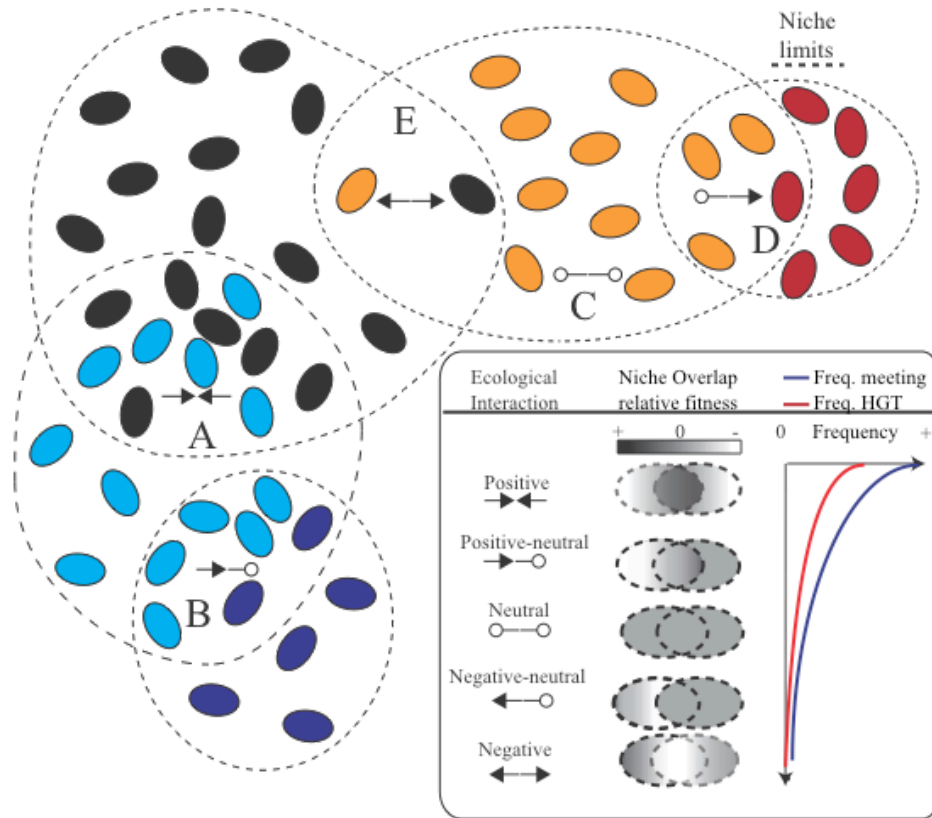 Niche
limits
E
D
C
A
B
Ecological
Interaction
Niche Overlap
relative fitness
Freq. meeting
Freq. HGT
+ 0 -
0 Frequency +
Positive
Positive-neutral
Neutral
Negative-neutral
Negative